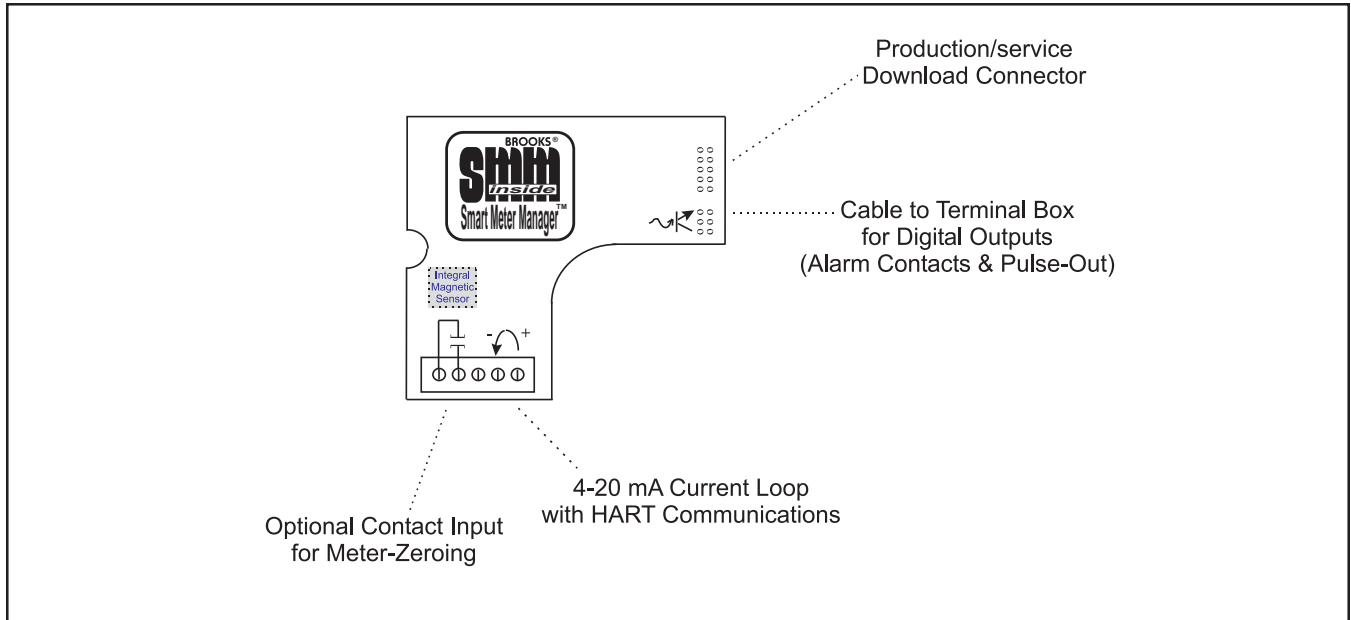 Production/service
Download Connector
BROOKS®
smm
inside
Smart Meter Manager™
Cable to Terminal Box
for Digital Outputs
(Alarm Contacts & Pulse-Out)
Integral
Magnetic
Sensor
- +
4-20 mA Current Loop
with HART Communications
Optional Contact Input
for Meter-Zeroing